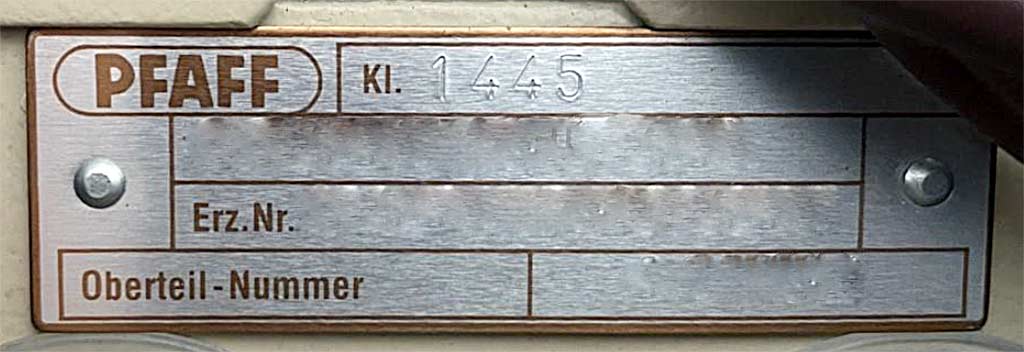 PFAFF Kl. 1445
Erz.Nr.
Oberteil-Nummer